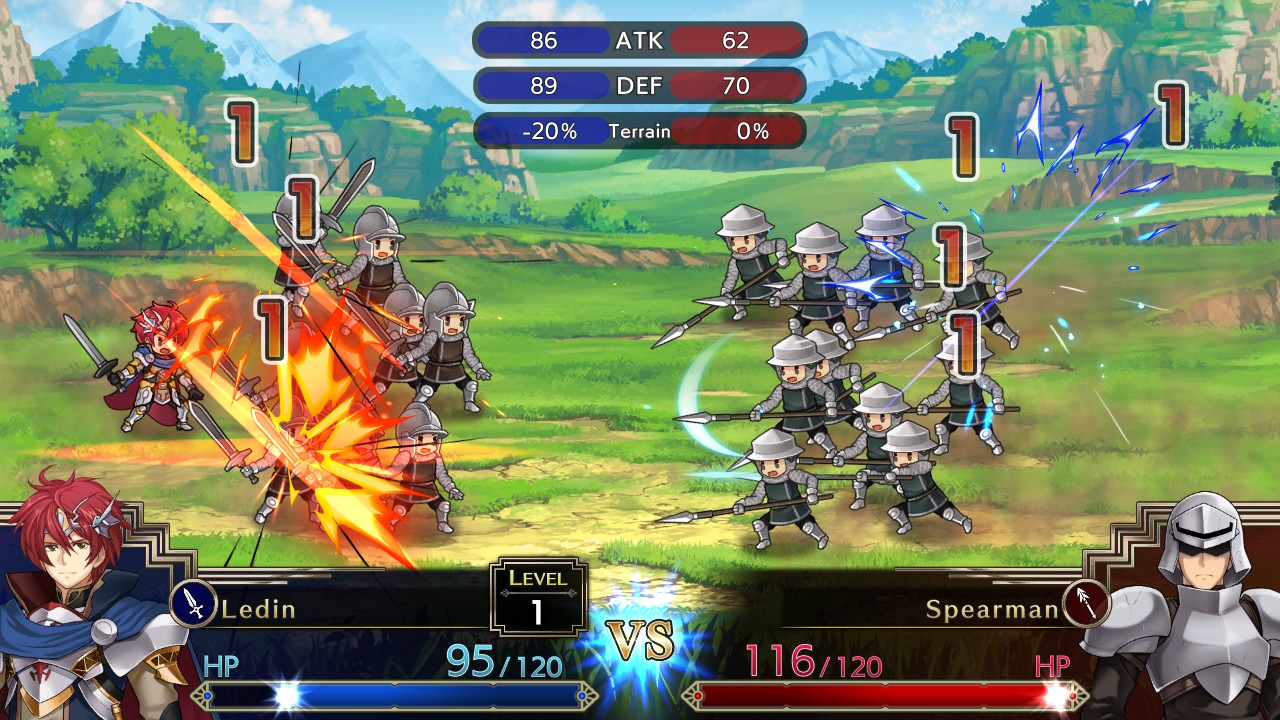 86 ATK 62
89 DEF 70
-20% Terrain 0%
1
1
1
1
1
1
1
LEVEL
1
Ledin
VS
Spearman
HP 95/120
116/120 HP